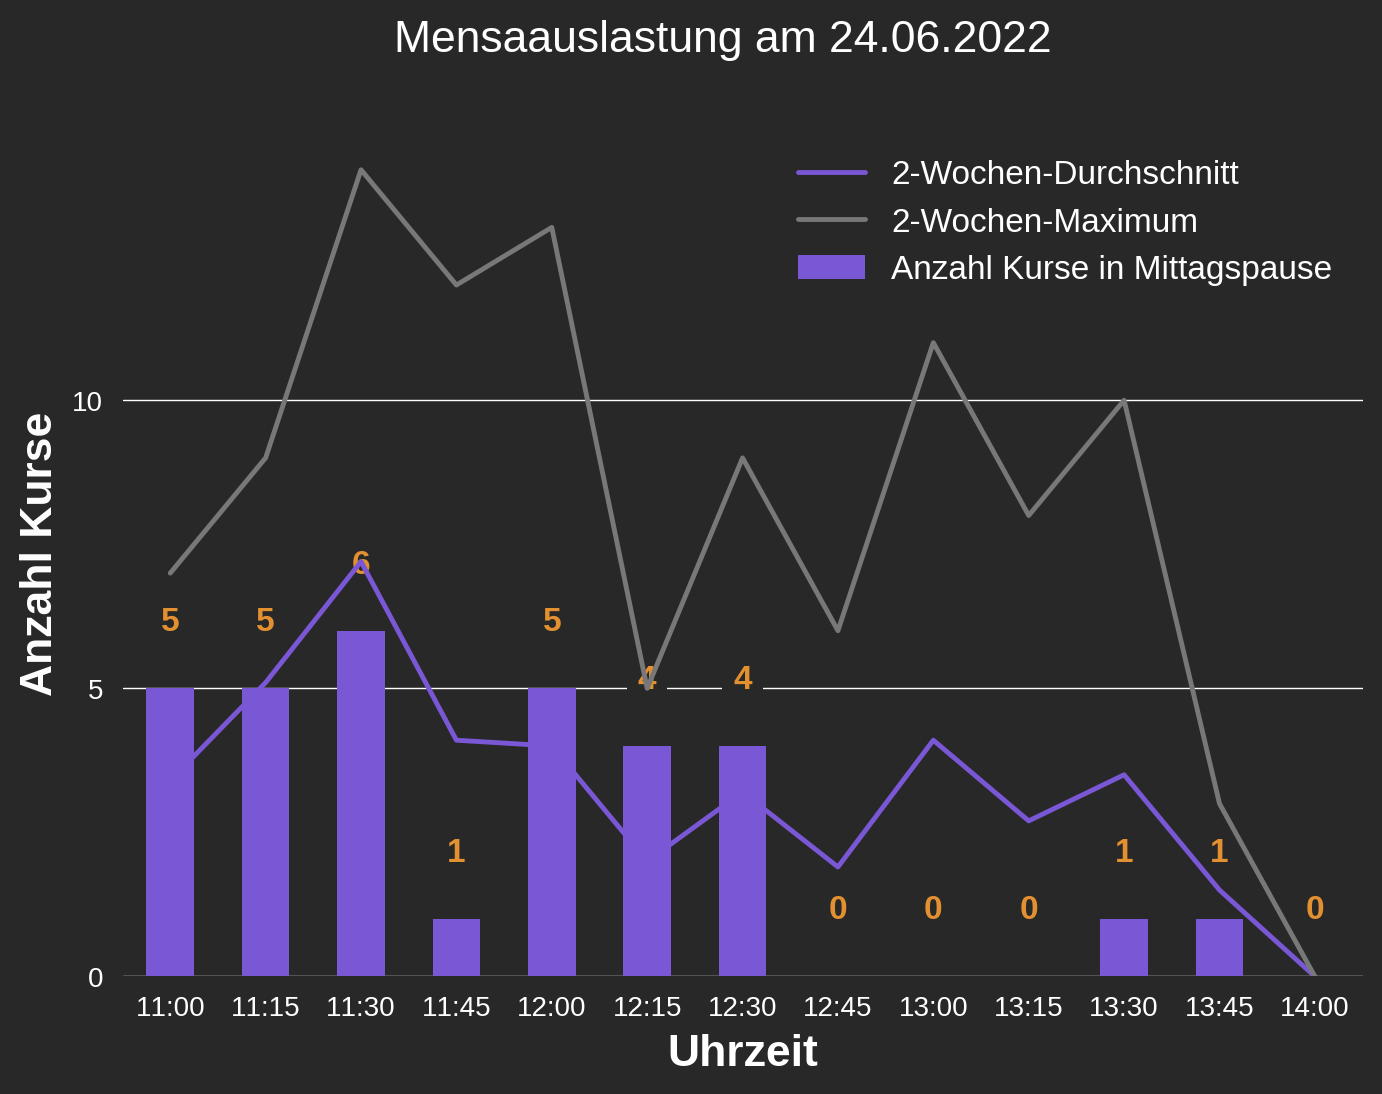 Mensaauslastung am 24.06.2022
2-Wochen-Durchschnitt
2-Wochen-Maximum
Anzahl Kurse in Mittagspause
Anzahl Kurse
10
5
0
6
5
5
5
4
4
1
1
1
0
0
0
0
11:00 11:15 11:30 11:45 12:00 12:15 12:30 12:45 13:00 13:15 13:30 13:45 14:00
Uhrzeit